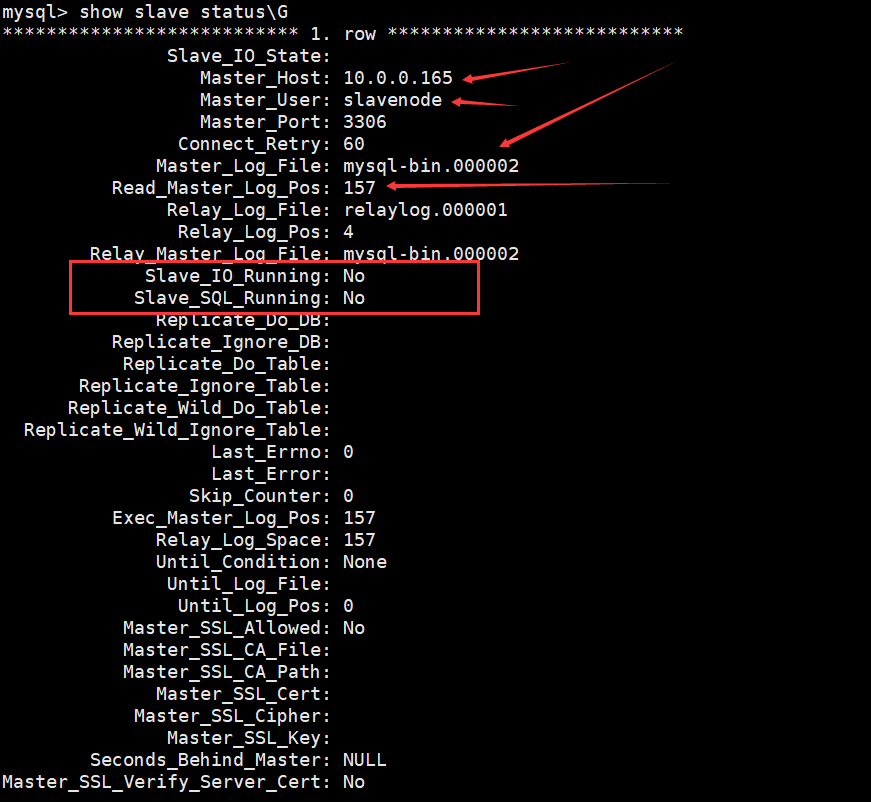 mysql> show slave status\G
*************************** 1. row ***************************
Slave_IO_State:
Master_Host: 10.0.0.165
Master_User: slavenode
Master_Port: 3306
Connect_Retry: 60
Master_Log_File: mysql-bin.000002
Read_Master_Log_Pos: 157
Relay_Log_File: relaylog.000001
Relay_Log_Pos: 4
Relay_Master_Log_File: mysql-bin.000002
Slave_IO_Running: No
Slave_SQL_Running: No
Replicate_Do_DB:
Replicate_Ignore_DB:
Replicate_Do_Table:
Replicate_Ignore_Table:
Replicate_Wild_Do_Table:
Replicate_Wild_Ignore_Table:
Last_Errno: 0
Last_Error:
Skip_Counter: 0
Exec_Master_Log_Pos: 157
Relay_Log_Space: 157
Until_Condition: None
Until_Log_File:
Until_Log_Pos: 0
Master_SSL_Allowed: No
Master_SSL_CA_File:
Master_SSL_CA_Path:
Master_SSL_Cert:
Master_SSL_Cipher:
Master_SSL_Key:
Seconds_Behind_Master: NULL
Master_SSL_Verify_Server_Cert: No